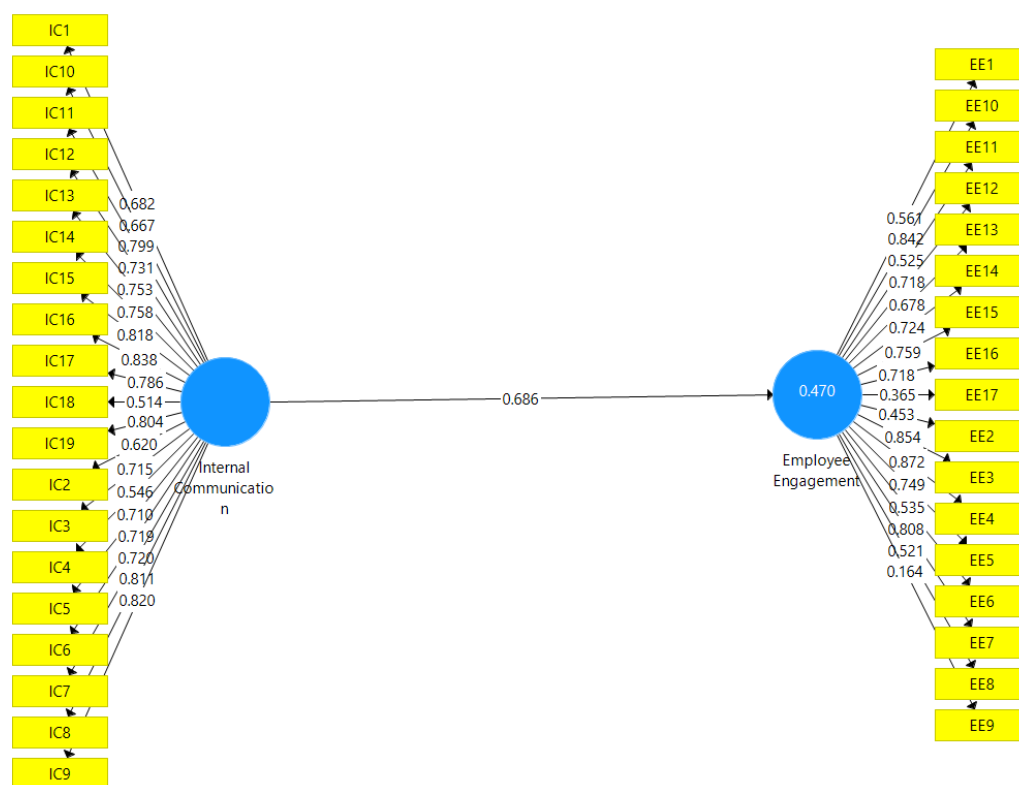 IC1
IC10
IC11
IC12
IC13
IC14
IC15
IC16
IC17
IC18
IC19
IC2
IC3
IC4
IC5
IC6
IC7
IC8
IC9
0.682
0.667
0.799
0.731
0.753
0.758
0.818
0.838
0.786
0.514
0.804
0.620
0.715
0.546
0.710
0.719
0.720
0.811
0.820
Internal
Communicatio
n
0.686
0.470
Employee
Engagement
0.561
0.842
0.525
0.718
0.678
0.724
0.759
0.718
0.365
0.453
0.854
0.872
0.749
0.535
0.808
0.521
0.164
EE1
EE10
EE11
EE12
EE13
EE14
EE15
EE16
EE17
EE2
EE3
EE4
EE5
EE6
EE7
EE8
EE9